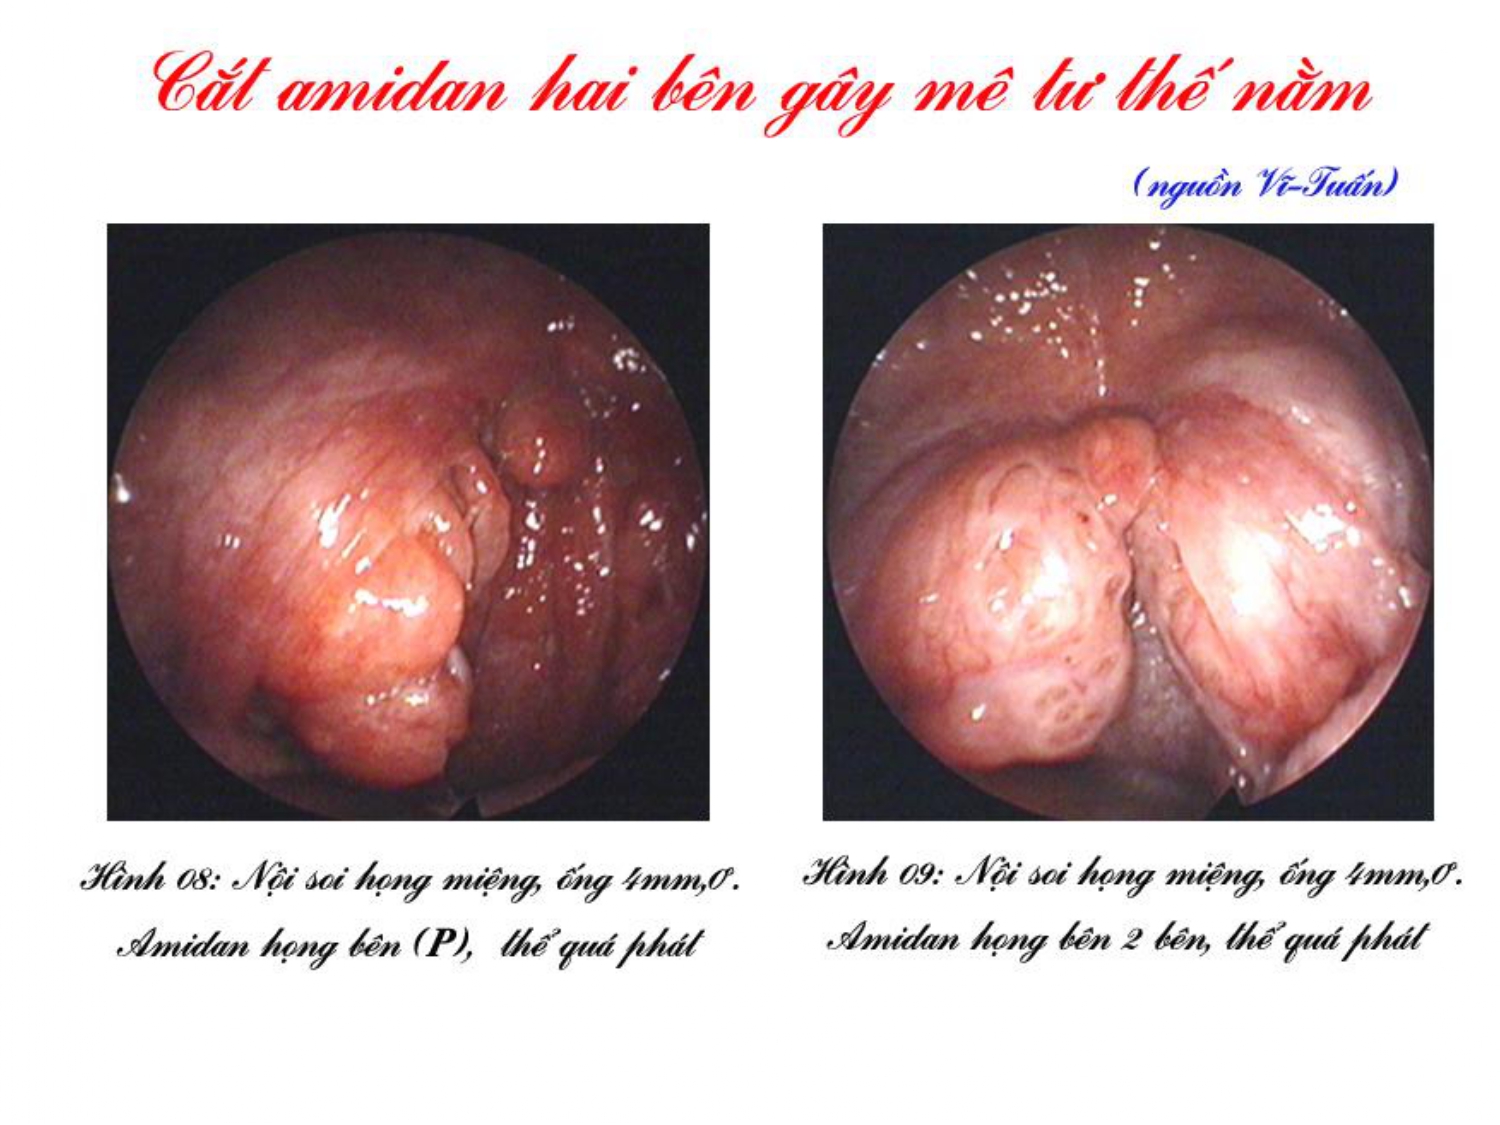 Cắt amidan hai bên gây mê tư thế nằm
(nguồn Vĩ-Tuấn)
Hình 08: Nội soi họng miệng, ống 4mm,0°.
Amidan họng bên (P), thể quá phát
Hình 09: Nội soi họng miệng, ống 4mm,0°.
Amidan họng bên 2 bên, thể quá phát